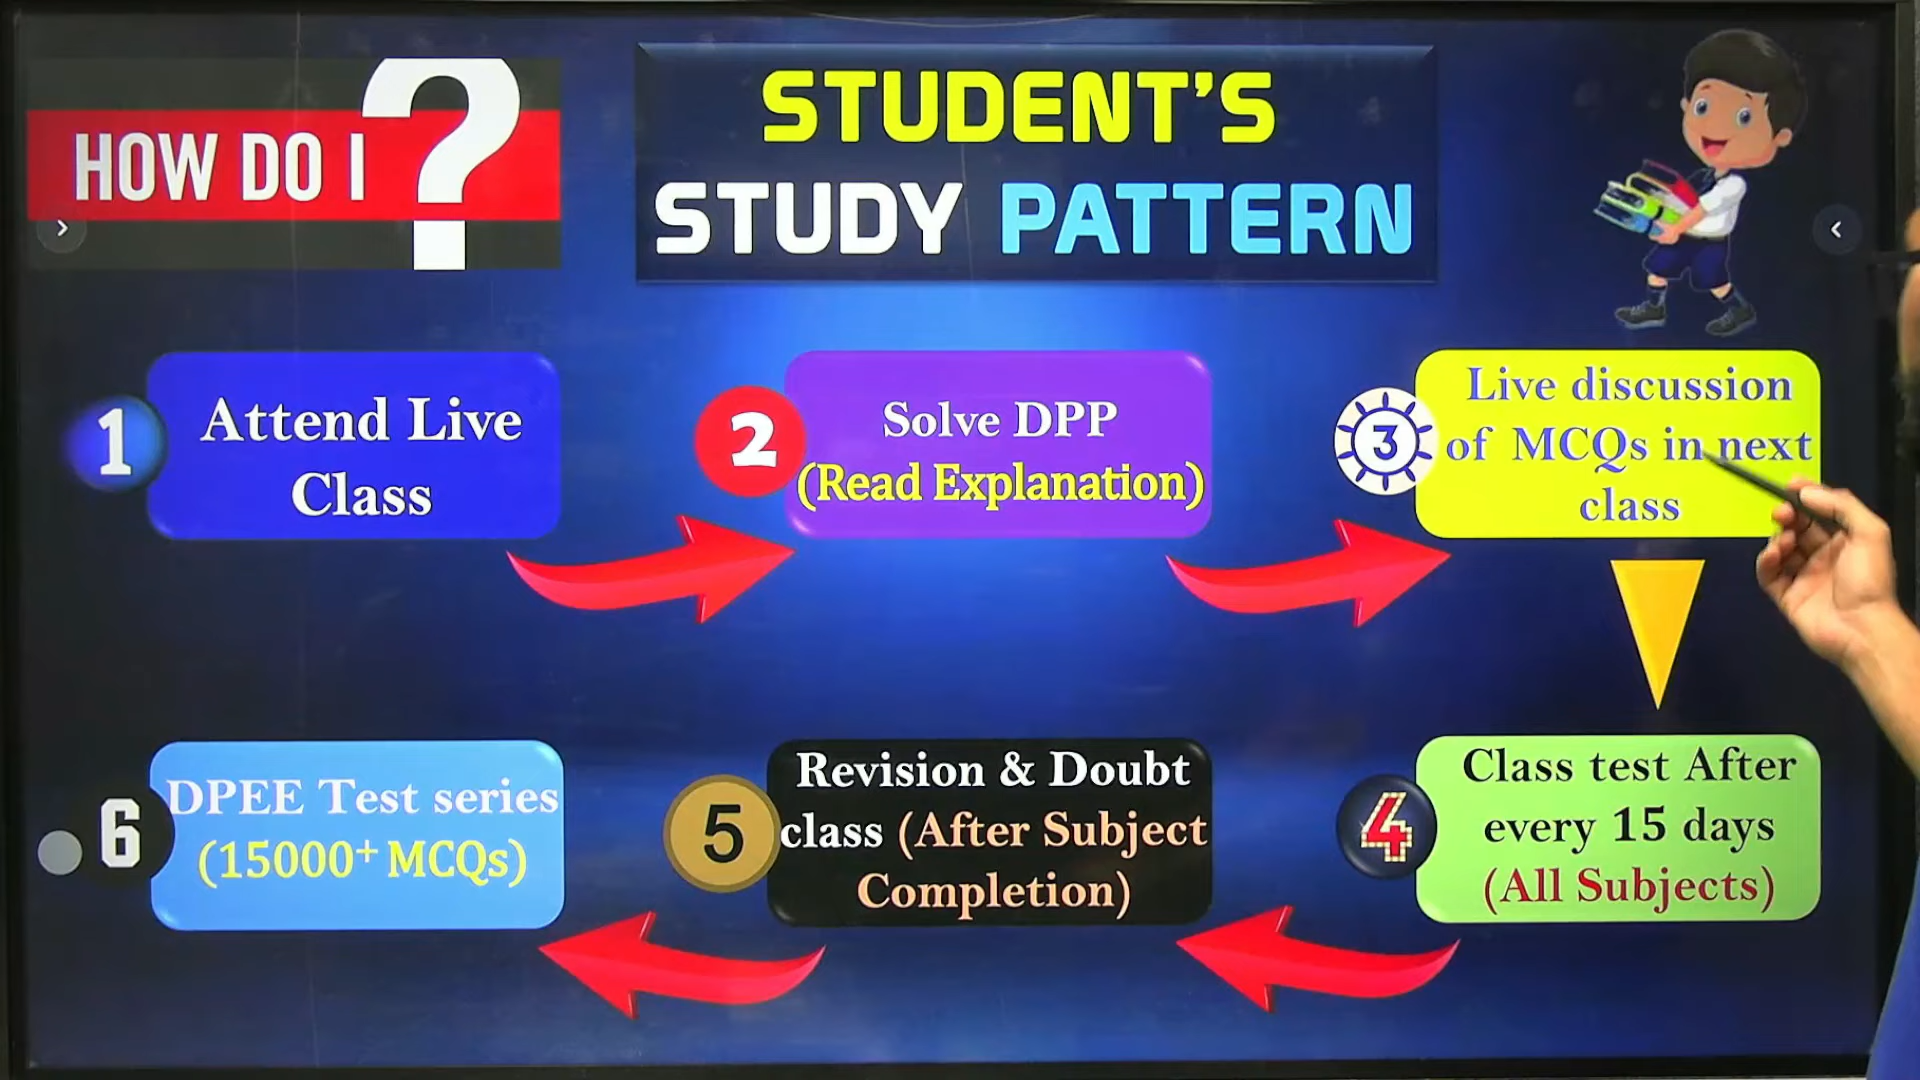 HOW DO I ?
STUDENT'S
STUDY PATTERN
1
Attend Live
Class
2
Solve DPP
(Read Explanation)
3
Live discussion
of MCQs in next
class
4
Class test After
every 15 days
(All Subjects)
5
Revision & Doubt
class (After Subject
Completion)
6
DPEE Test series
(15000+ MCQs)